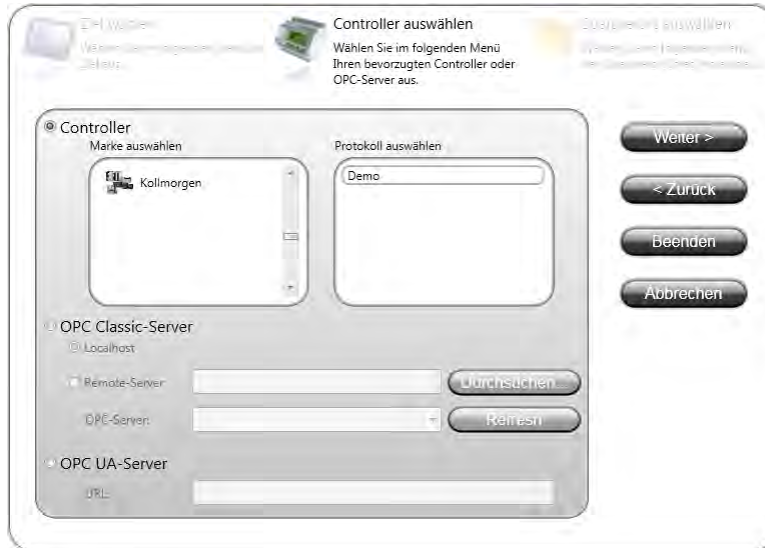 Controller auswählen
Wählen Sie im folgenden Menü
Ihren bevorzugten Controller oder
OPC-Server aus.
Controller
Marke auswählen
Protokoll auswählen
Kollmorgen
Demo
Weiter >
< Zurück
Beenden
Abbrechen
OPC Classic-Server
Localhost
Remote-Server
Durchsuchen...
OPC-Server:
Refresh
OPC UA-Server
URL: